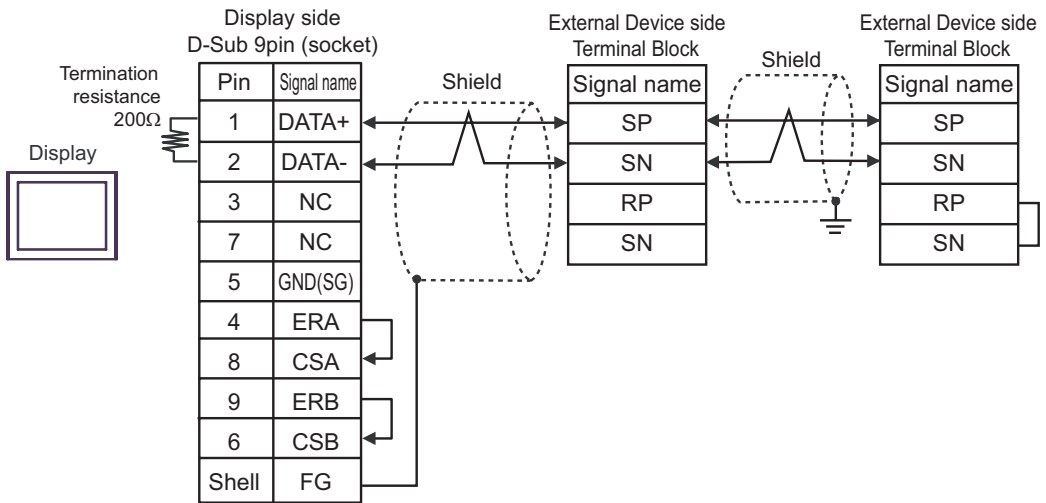 Display side
D-Sub 9pin (socket)
External Device side
Terminal Block
External Device side
Terminal Block
Termination
resistance
200Ω
Display
Pin Signal name
1 DATA+
2 DATA-
3 NC
7 NC
5 GND(SG)
4 ERA
8 CSA
9 ERB
6 CSB
Shell FG
Shield
Signal name
SP
SN
RP
SN
Shield
Signal name
SP
SN
RP
SN